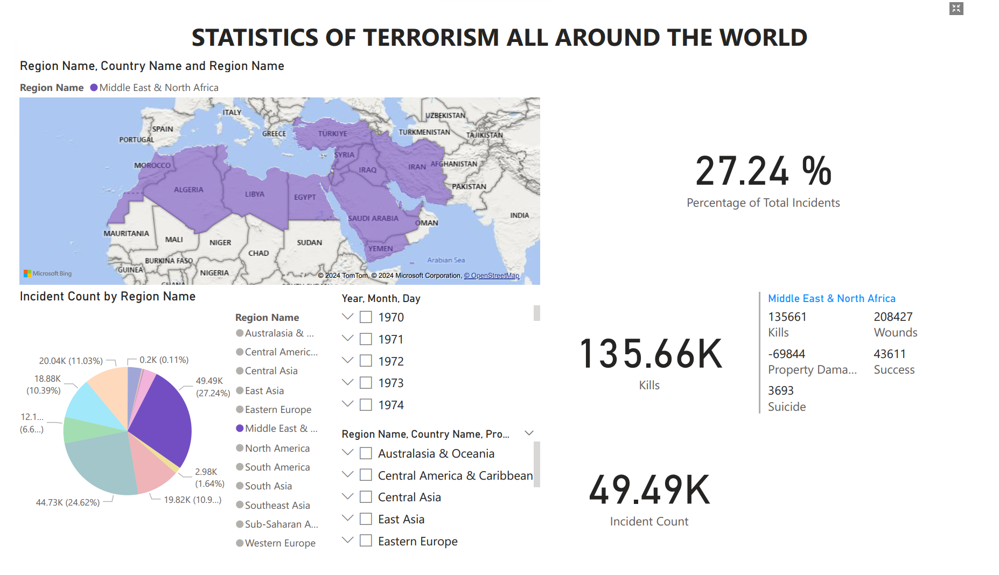 STATISTICS OF TERRORISM ALL AROUND THE WORLD
Region Name, Country Name and Region Name
Region Name Middle East & North Africa
ITALY
UZBEKISTAN
SPAIN
GREECE
TÜRKIYE
TURKMENISTAN
TAJIKISTAN
PORTUGAL
SYRIA
MOROCCO
IRAQ
IRAN
AFGHANISTAN
ALGERIA
LIBYA
EGYPT
PAKISTAN
SAUDI ARABIA
OMAN
INDIA
MAURITANIA
MALI
NIGER
SUDAN
CHAD
YEMEN
BURKINA FASO
Arabian Sea
GUINEA
NIGERIA
GHANA
SOUTH SUDAN
Microsoft Bing
© 2024 TomTom, © 2024 Microsoft Corporation, © OpenStreetMap
27.24 %
Percentage of Total Incidents
Incident Count by Region Name
20.04K (11.03%)
0.2K (0.11%)
18.88K
(10.39%)
49.49K
(27.24%)
12.1...
(6.6...)
2.98K
(1.64%)
44.73K (24.62%)
19.82K (10.9...)
Region Name
Australasia & ...
Central Americ...
Central Asia
East Asia
Eastern Europe
Middle East & ...
North America
South America
South Asia
Southeast Asia
Sub-Saharan A...
Western Europe
Year, Month, Day
1970
1971
1972
1973
1974
Region Name, Country Name, Pro...
Australasia & Oceania
Central America & Caribbean
Central Asia
East Asia
Eastern Europe
135.66K
Kills
49.49K
Incident Count
Middle East & North Africa
135661 208427
Kills Wounds
-69844 43611
Property Dama... Success
3693
Suicide